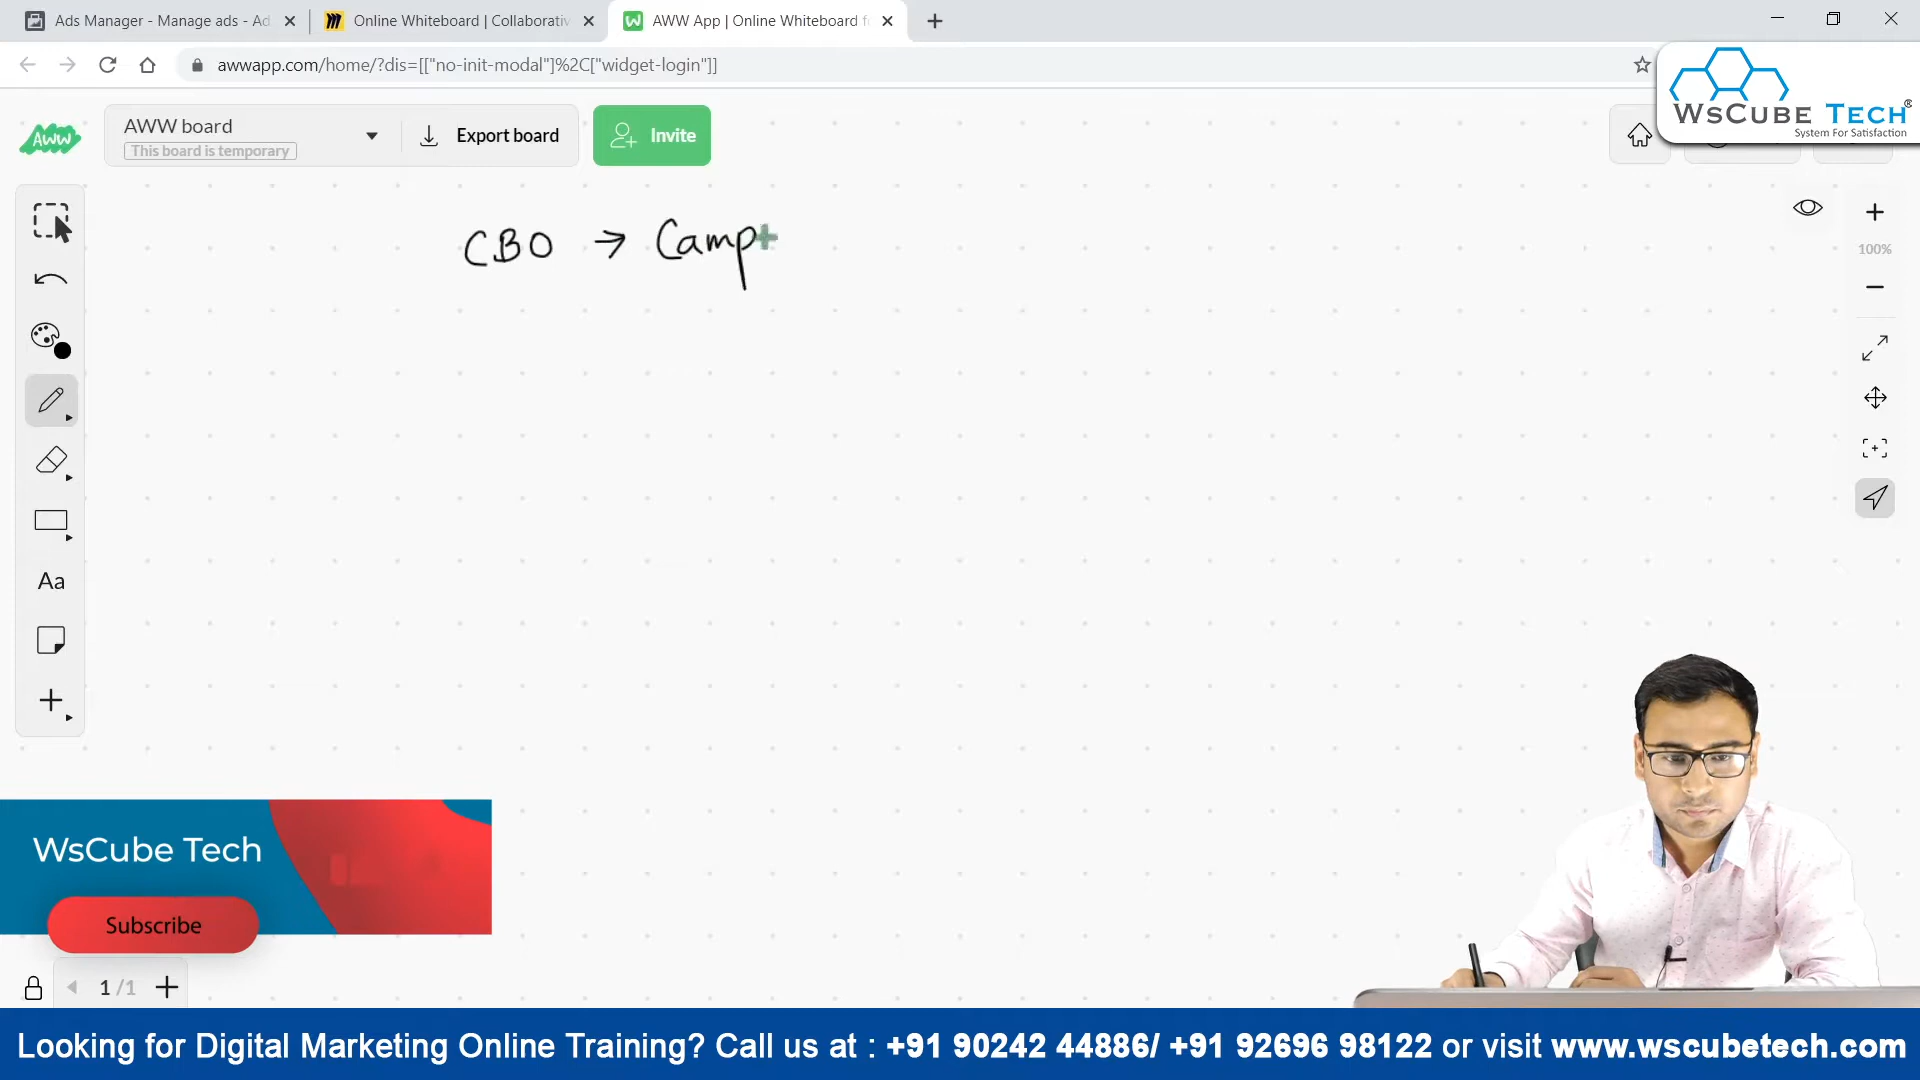 Ads Manager - Manage ads - Ad
Online Whiteboard | Collaborativ
AWW App | Online Whiteboard f
awwapp.com/home/?dis=[["no-init-modal"]%2C["widget-login"]]
WsCube Tech®
System For Satisfaction
AWW
AWW board
This board is temporary
Export board
Invite
CBO → Camp
100%
Aa
WsCube Tech
Subscribe
1 /1
Looking for Digital Marketing Online Training? Call us at : +91 90242 44886/ +91 92696 98122 or visit www.wscubetech.com